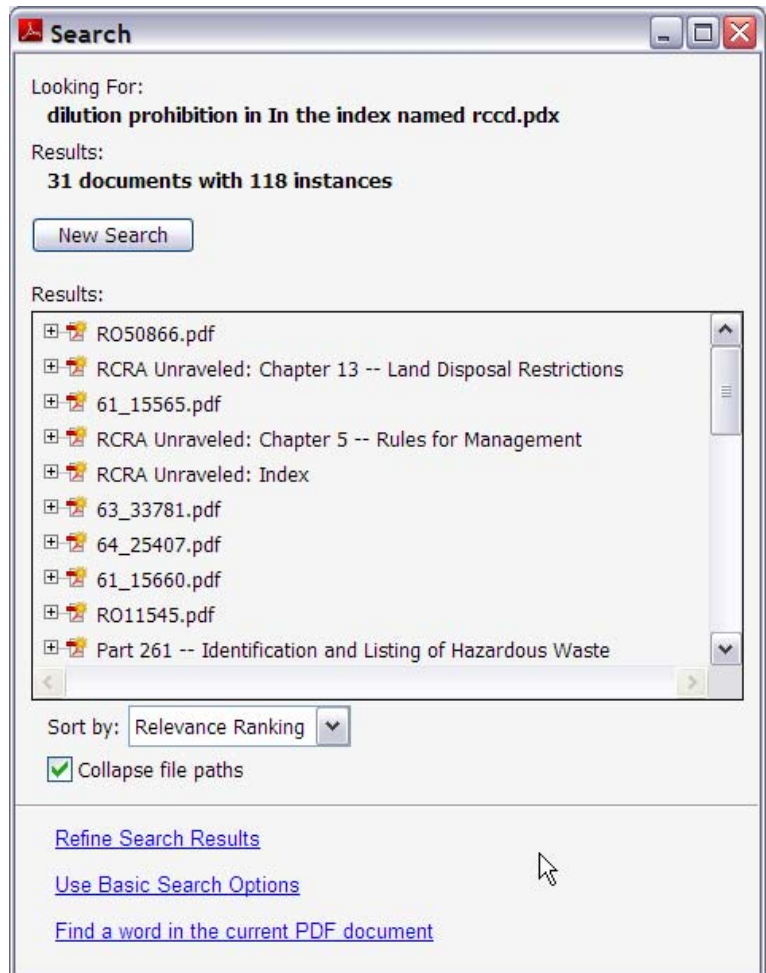 Search
Looking For:
dilution prohibition in In the index named rccd.pdx
Results:
31 documents with 118 instances
New Search
Results:
RO50866.pdf
RCRA Unraveled: Chapter 13 -- Land Disposal Restrictions
61_15565.pdf
RCRA Unraveled: Chapter 5 -- Rules for Management
RCRA Unraveled: Index
63_33781.pdf
64_25407.pdf
61_15660.pdf
RO11545.pdf
Part 261 -- Identification and Listing of Hazardous Waste
Sort by: Relevance Ranking
Collapse file paths
Refine Search Results
Use Basic Search Options
Find a word in the current PDF document